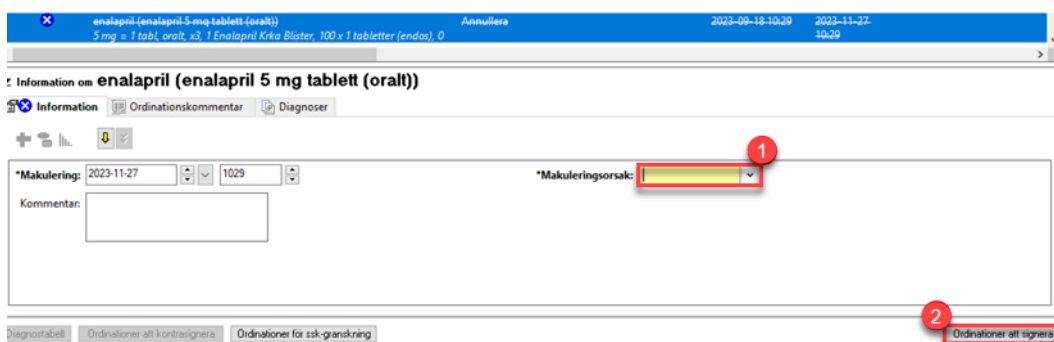 enalapril (enalapril 5 mg tablett (oralt)) Annullera 2023-09-18 10:29 2023-11-27
5 mg = 1 tabl, oralt, x3, 1 Enalapril Krka Blister, 100 x 1 tabletter (endos), 0 10:29
Information om enalapril (enalapril 5 mg tablett (oralt))
Information Ordinationskommentar Diagnoser
1
*Makulering: 2023-11-27 1029 *Makuleringsorsak:
Kommentar:
2
Diagnostabell Ordinationer att kontrasignera Ordinationer för ssk-granskning Ordinationer att signera